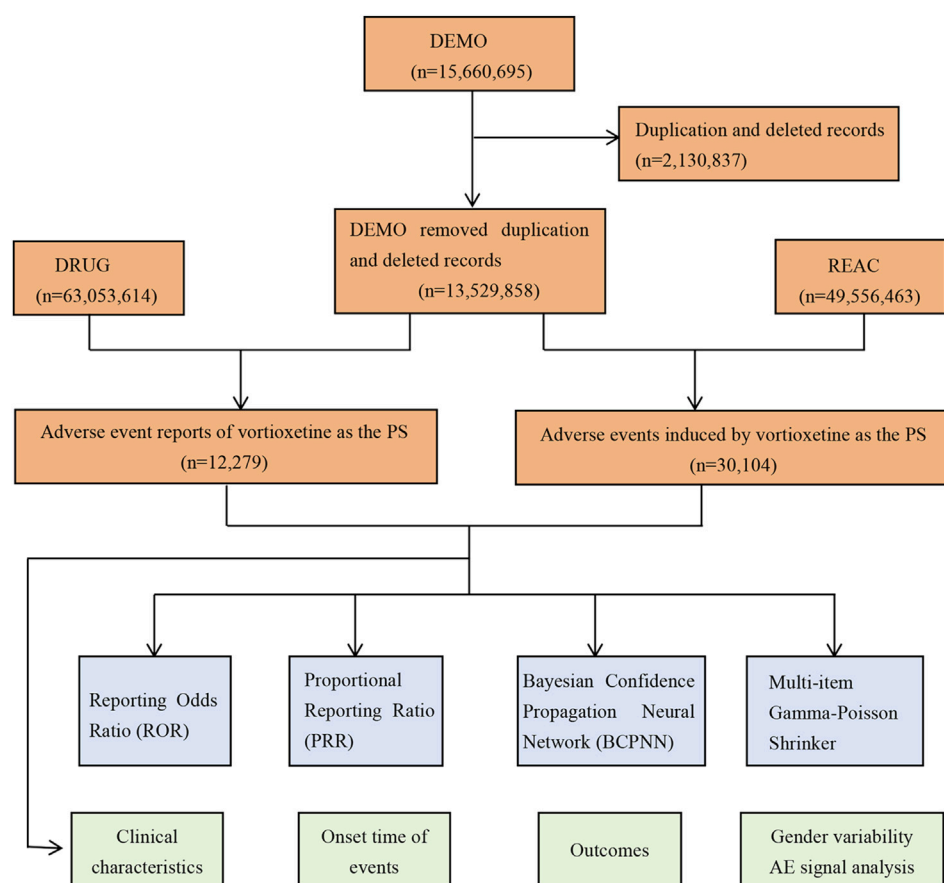 DEMO
(n=15,660,695)
Duplication and deleted records
(n=2,130,837)
DEMO removed duplication
and deleted records
(n=13,529,858)
DRUG
(n=63,053,614)
REAC
(n=49,556,463)
Adverse event reports of vortioxetine as the PS
(n=12,279)
Adverse events induced by vortioxetine as the PS
(n=30,104)
Reporting Odds
Ratio (ROR)
Proportional
Reporting Ratio
(PRR)
Bayesian Confidence
Propagation Neural
Network (BCPNN)
Multi-item
Gamma-Poisson
Shrinker
Clinical
characteristics
Onset time of
events
Outcomes
Gender variability
AE signal analysis